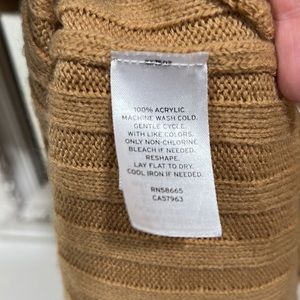 100% ACRYLIC.
MACHINE WASH COLD.
GENTLE CYCLE.
WITH LIKE COLORS.
ONLY NON-CHLORINE
BLEACH IF NEEDED.
RESHAPE.
LAY FLAT TO DRY.
COOL IRON IF NEEDED.
RN58665
CA57963